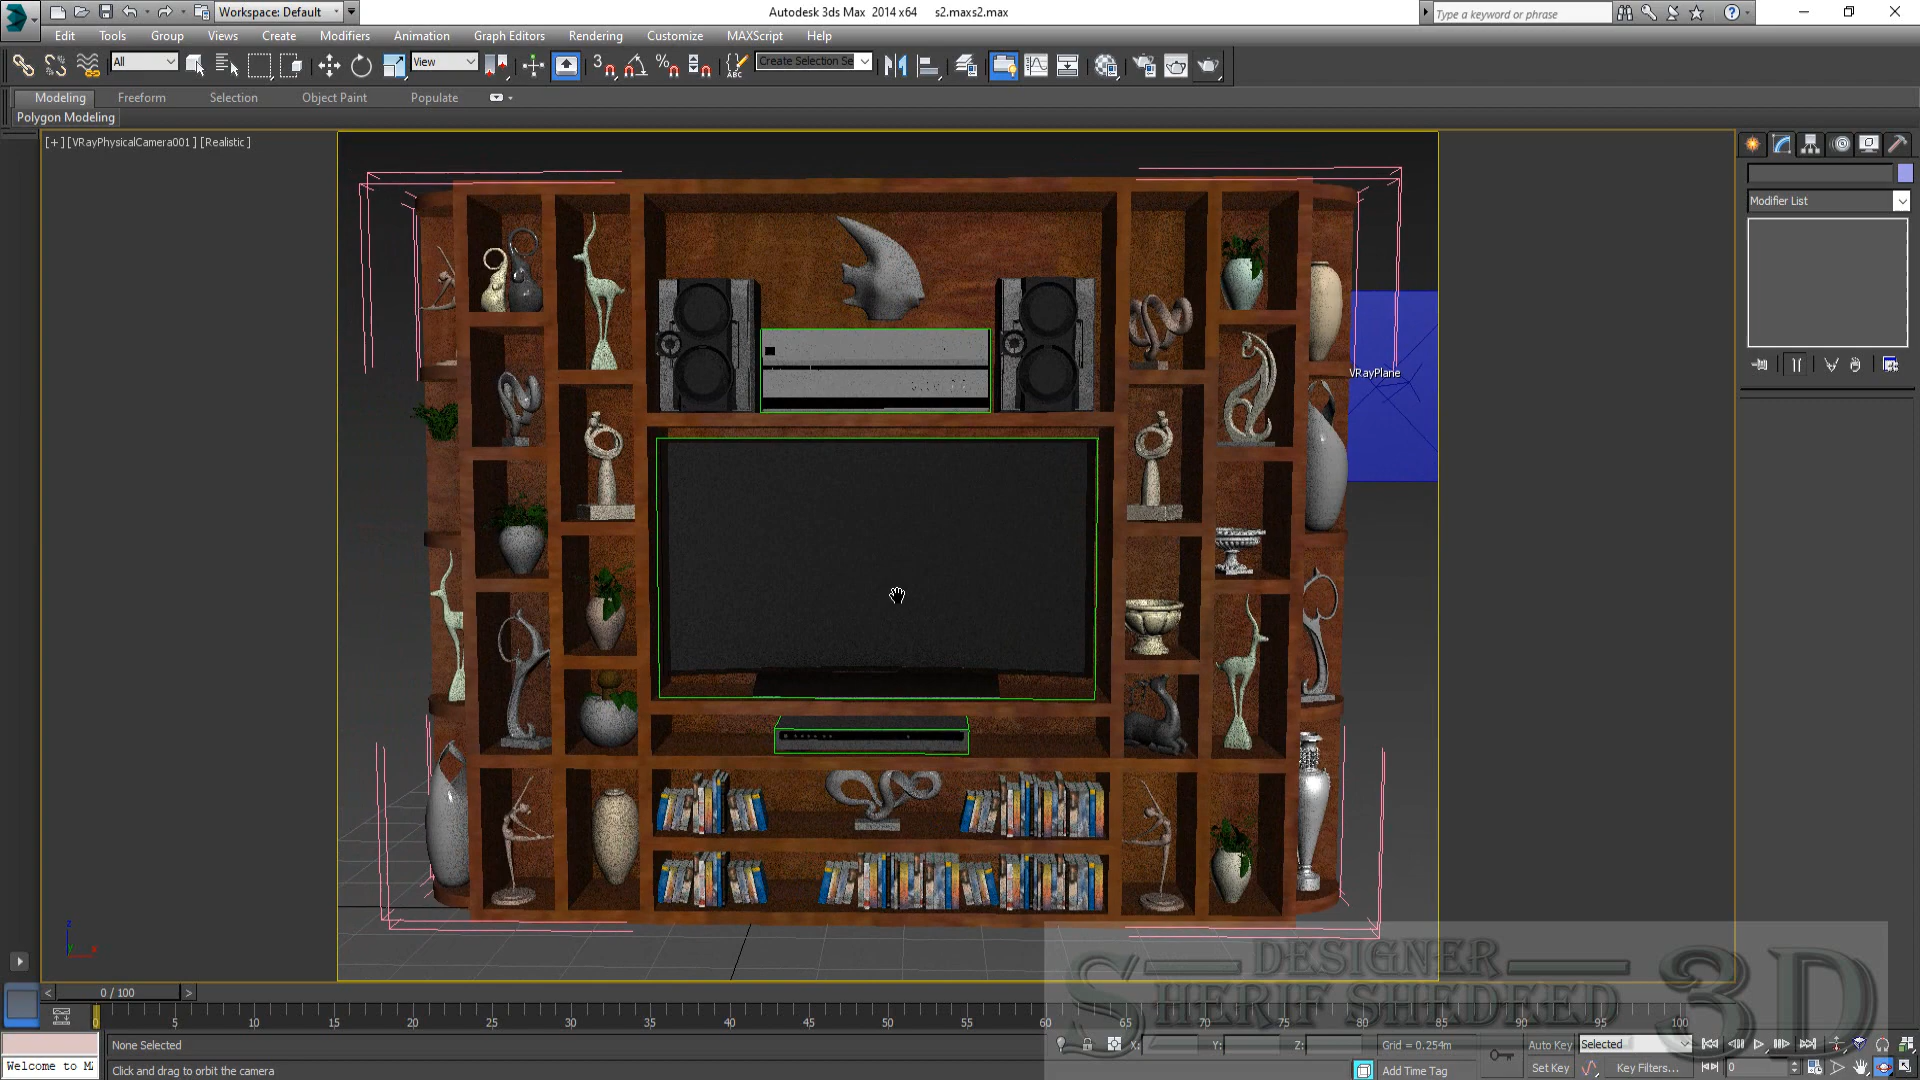 Workspace: Default
Autodesk 3ds Max  2014 x64    s2.maxs2.max
Type a keyword or phrase
Edit Tools Group Views Create Modifiers Animation Graph Editors Rendering Customize MAXScript Help
All View Create Selection Se
Modeling Freeform Selection Object Paint Populate
Polygon Modeling
[+] [VRayPhysicalCamera001 ] [Realistic ]
Modifier List
VRayPlane
DESIGNER
SHERIF SHEDEED 3D
z
y x
0 / 100
0 5 10 15 20 25 30 35 40 45 50 55 60 65 70 75 80 85 90 95 100
None Selected
X: Y: Z: Grid = 0.254m
Auto Key Selected
Welcome to M
Click and drag to orbit the camera
Add Time Tag
Set Key Key Filters... 0